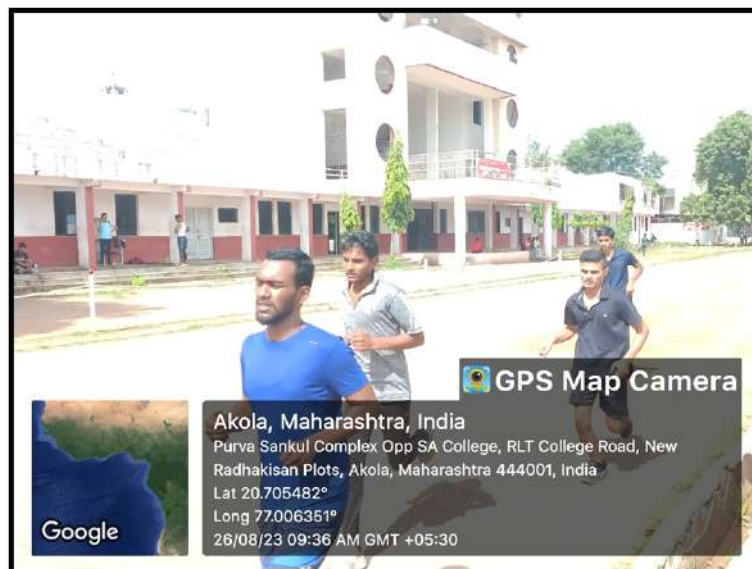 GPS Map Camera
Akola, Maharashtra, India
Purva Sankul Complex Opp SA College, RLT College Road, New
Radhakisan Plots, Akola, Maharashtra 444001, India
Lat 20.705482°
Long 77.006351°
26/08/23 09:36 AM GMT +05:30
Google